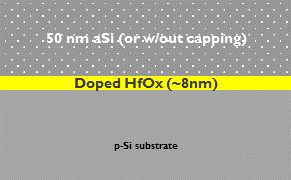 50 nm aSi (or w/out capping)
Doped HfOx (~8nm)
p-Si substrate